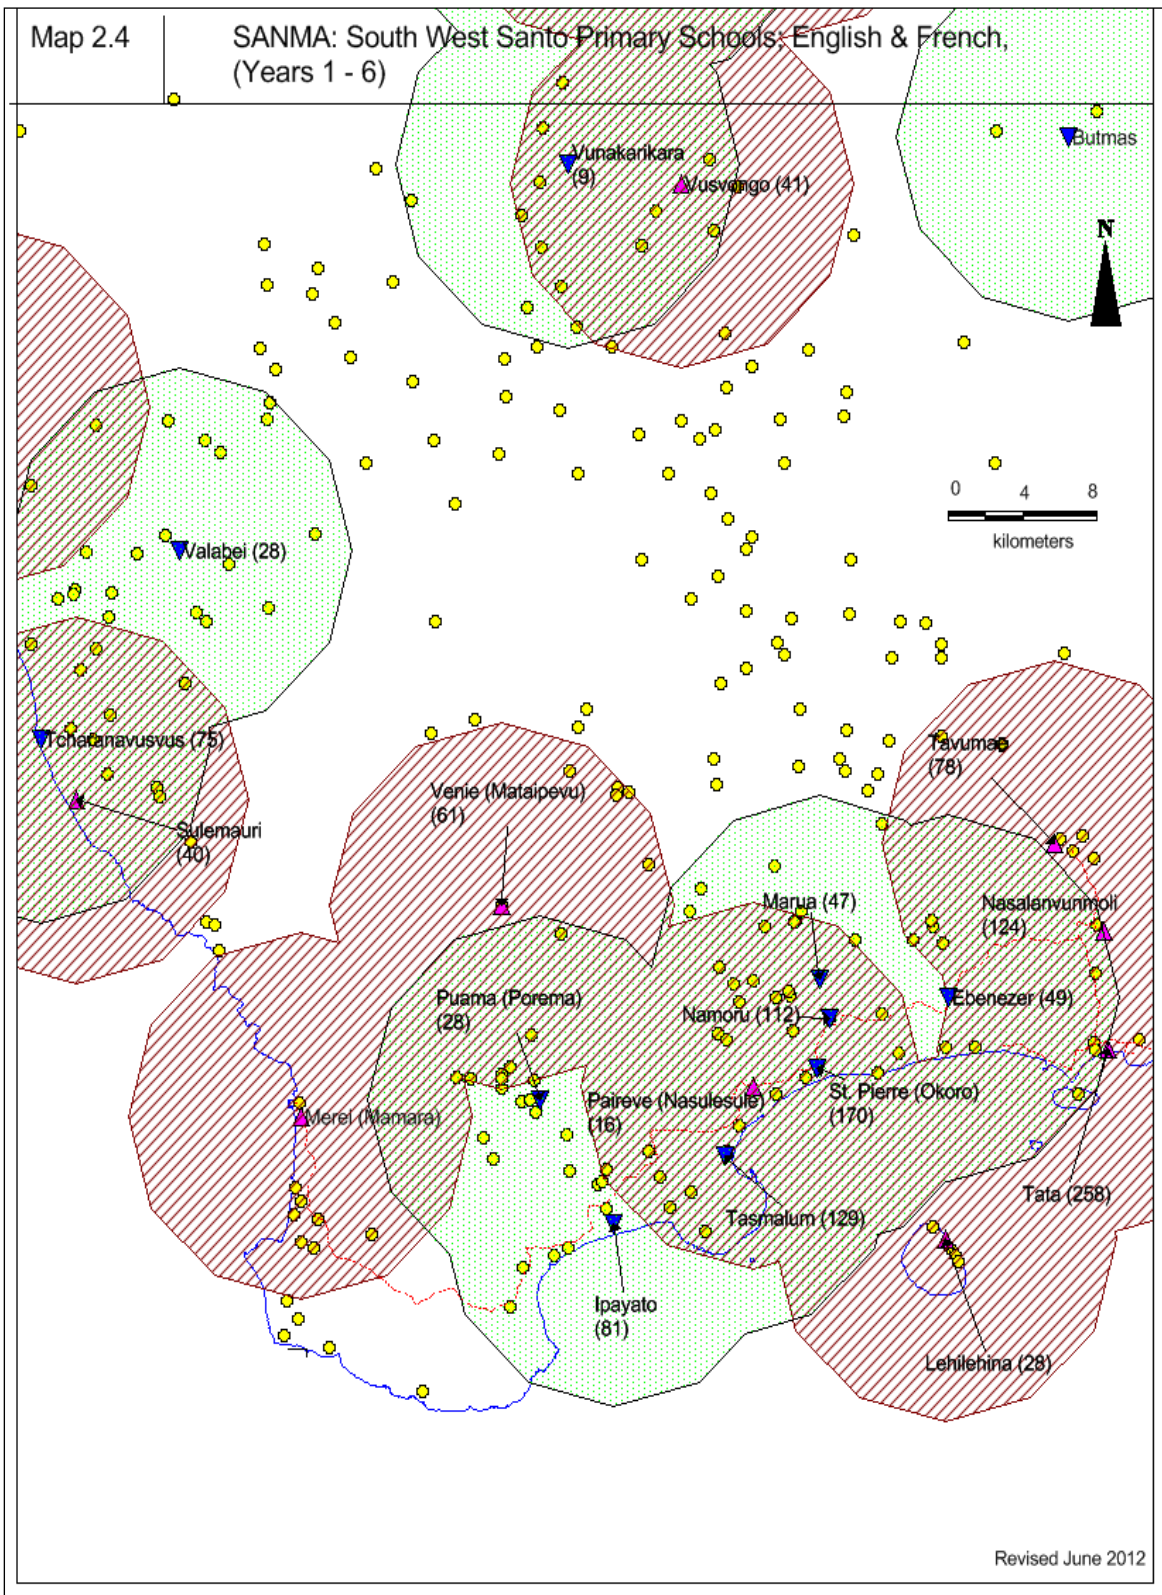 Map 2.4
SANMA: South West Santo Primary Schools; English & French,
(Years 1 - 6)
Vunakarikara
(9)
Vusvongo (41)
Butmas
N
0 4 8
kilometers
Valabei (28)
Tcharanavusvus (75)
Sulemauri
(40)
Venie (Mataipevu)
(61)
Tavumae
(78)
Marua (47)
Nasalanvunmoli
(124)
Puama (Porema)
(28)
Namoru (112)
Ebenezer (49)
Merei (Mamara)
Paireve (Nasulesule)
(16)
St. Pierre (Okoro)
(170)
Tata (258)
Tasmalum (129)
Ipayato
(81)
Lehilehina (28)
Revised June 2012